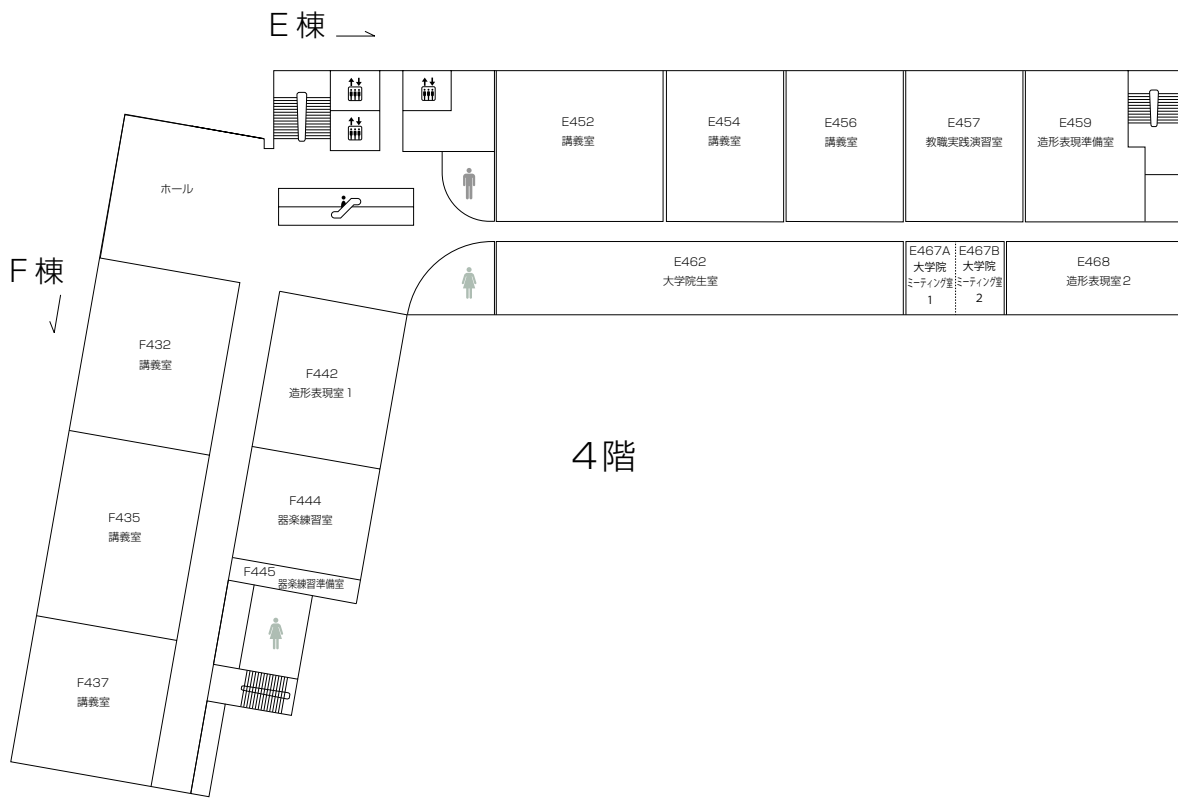 E棟
E452
講義室
E454
講義室
E456
講義室
E457
教職実践演習室
E459
造形表現準備室
ホール
F棟
E462
大学院生室
E467A
大学院
ミーティング室
1
E467B
大学院
ミーティング室
2
E468
造形表現室2
F432
講義室
F442
造形表現室1
4階
F435
講義室
F444
器楽練習室
F445
器楽練習準備室
F437
講義室